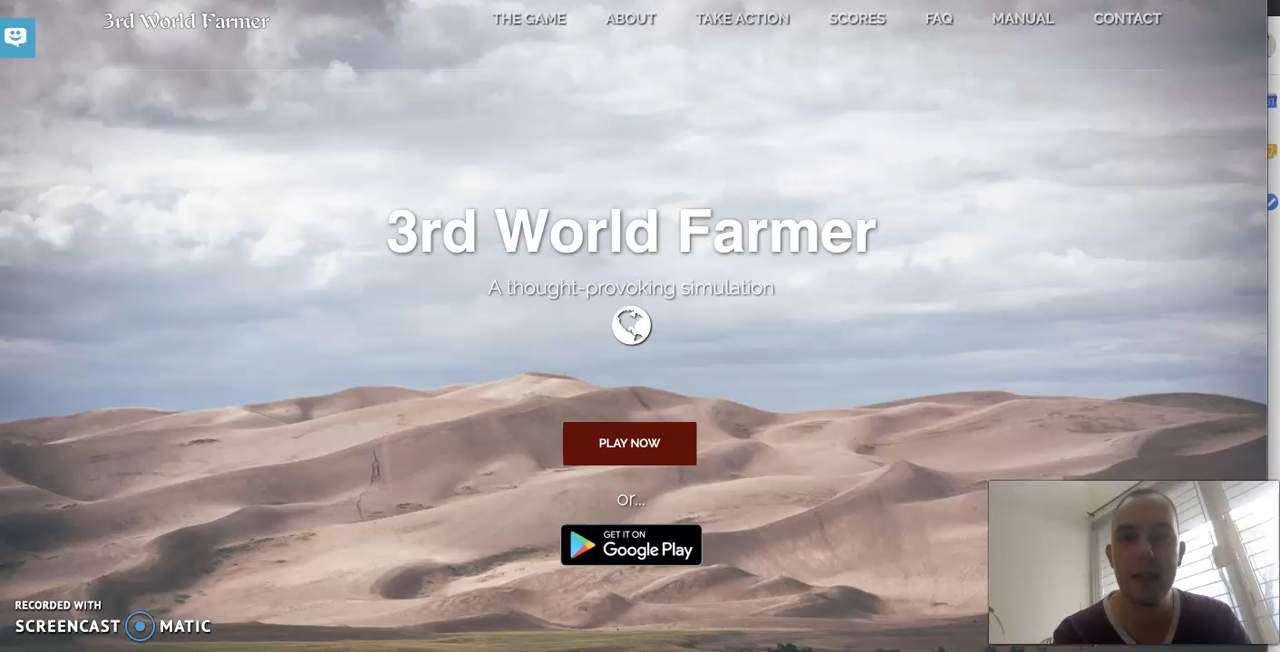 3rd World Farmer
THE GAME ABOUT TAKE ACTION SCORES FAQ MANUAL CONTACT
3rd World Farmer
A thought-provoking simulation
PLAY NOW
or...
GET IT ON
Google Play
RECORDED WITH
SCREENCAST MATIC